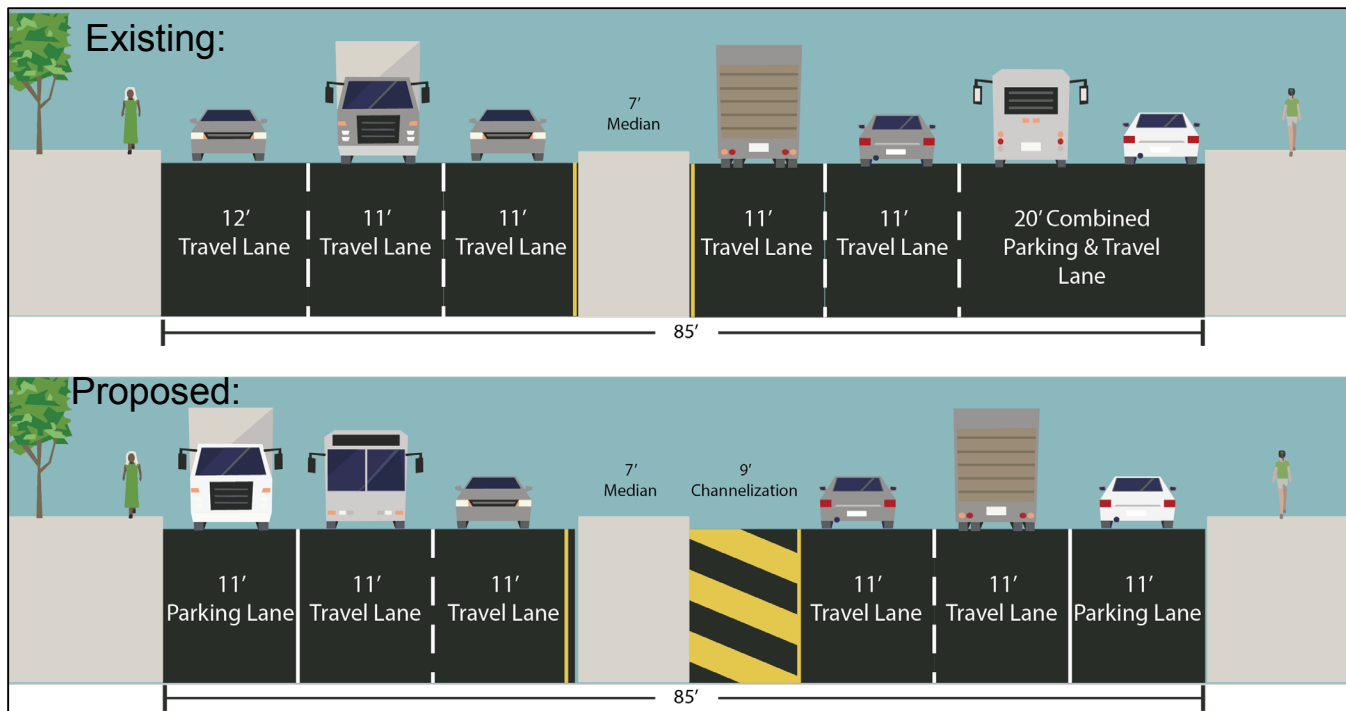 Existing:
7’
Median
12’
Travel Lane
11’
Travel Lane
11’
Travel Lane
11’
Travel Lane
11’
Travel Lane
20’ Combined
Parking & Travel
Lane
85’
Proposed:
7’
Median
9’
Channelization
11’
Parking Lane
11’
Travel Lane
11’
Travel Lane
11’
Travel Lane
11’
Travel Lane
11’
Parking Lane
85’